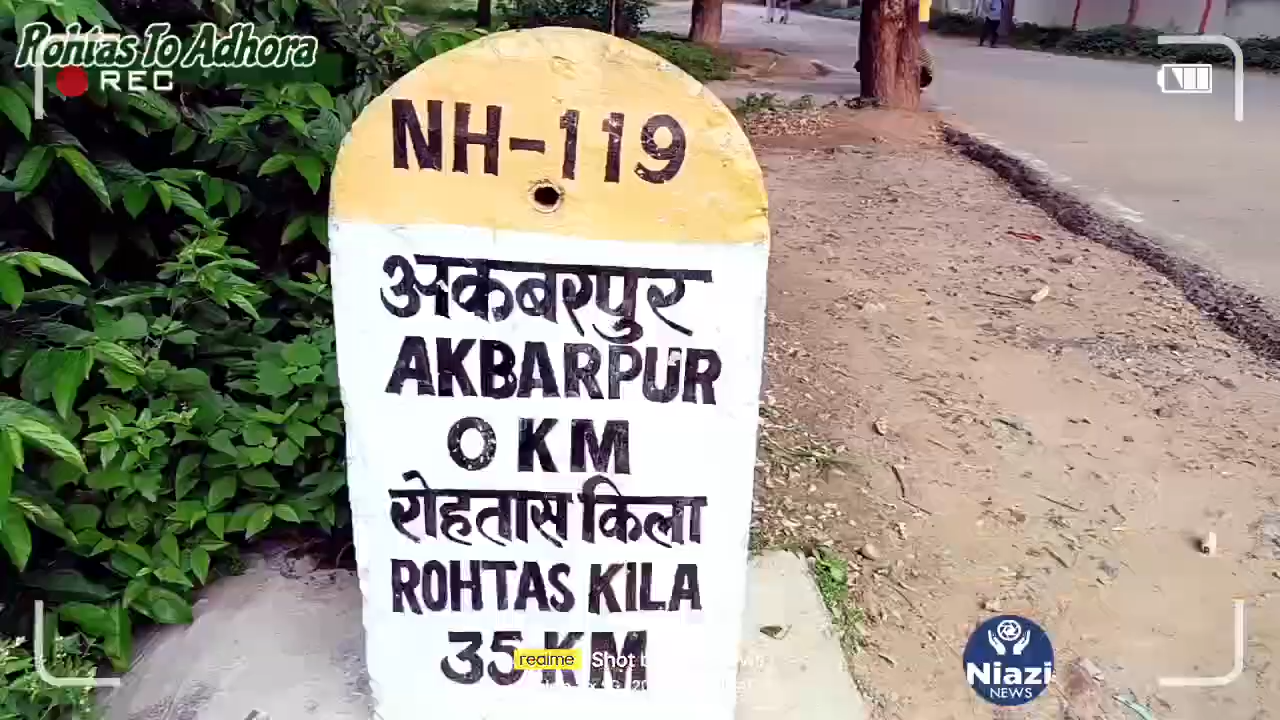 Rohtas To Adhora
REC
NH-119
अकबरपुर
AKBARPUR
0 KM
रोहतास किला
ROHTAS KILA
35 KM
realme Shot
Niazi
NEWS